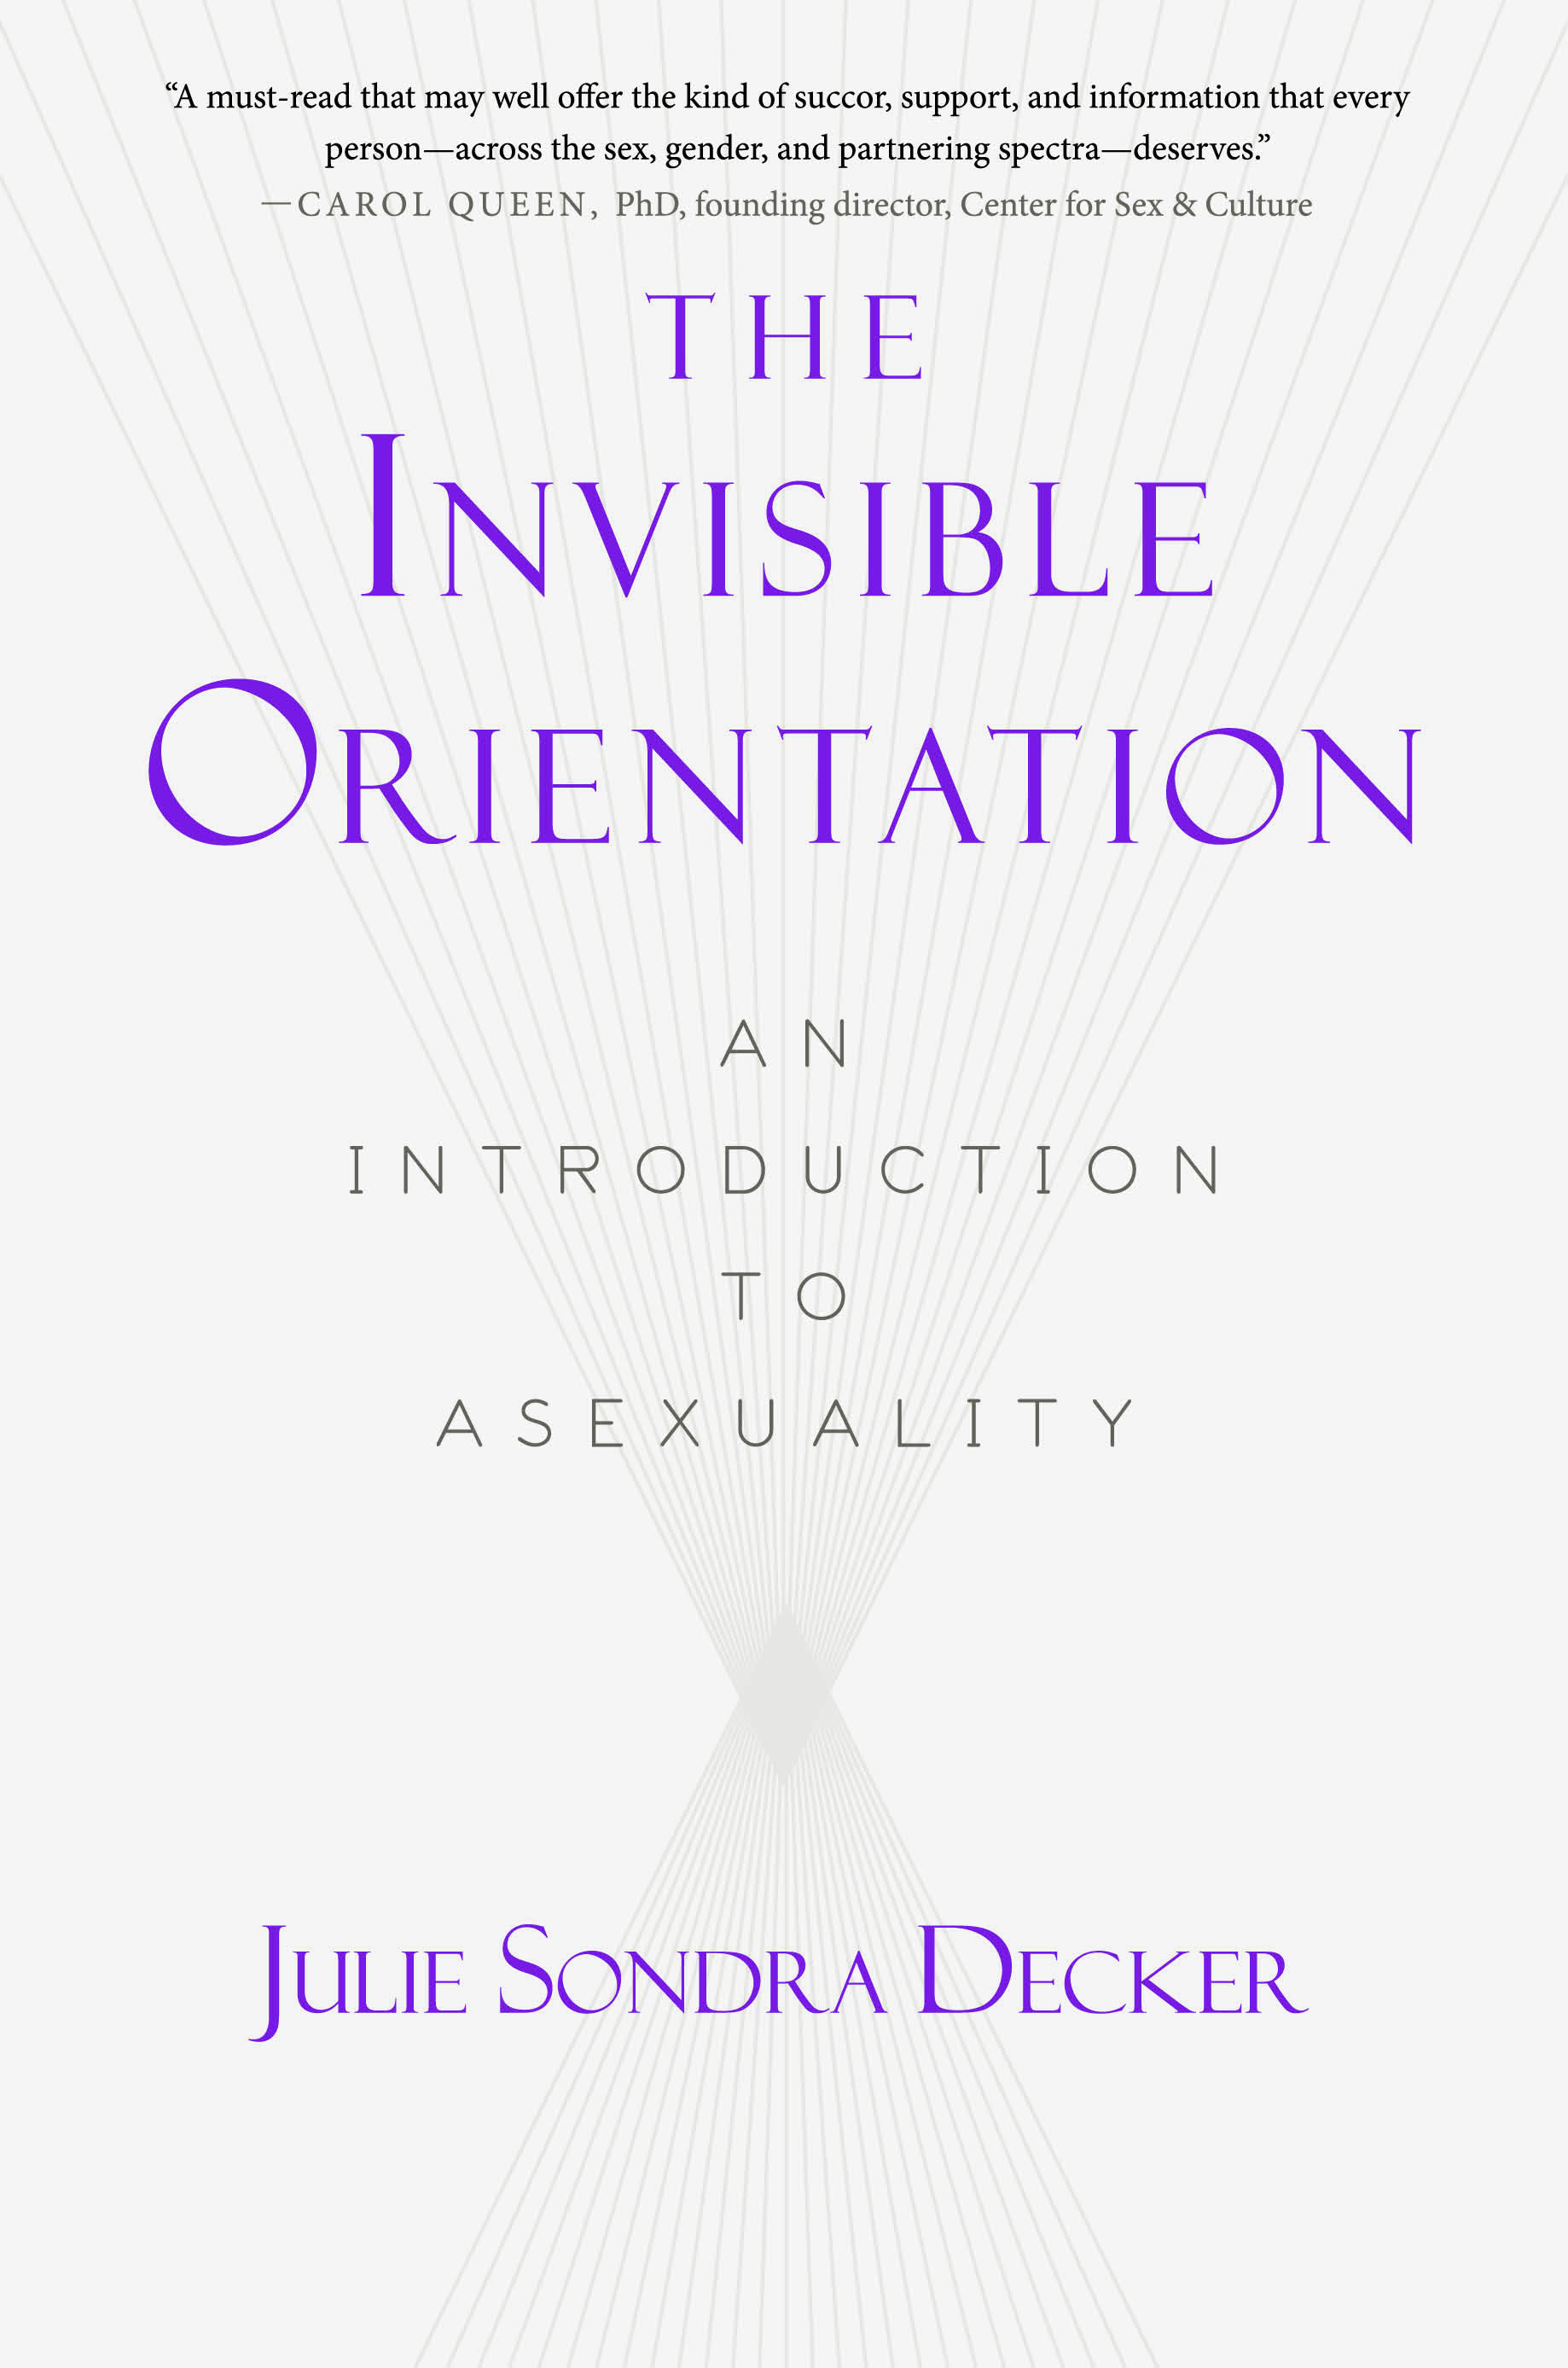 “A must-read that may well offer the kind of succor, support, and information that every
person—across the sex, gender, and partnering spectra—deserves.”
—CAROL QUEEN, PhD, founding director, Center for Sex & Culture
THE
INVISIBLE
ORIENTATION
AN
INTRODUCTION
TO
ASEXUALITY
JULIE SONDRA DECKER